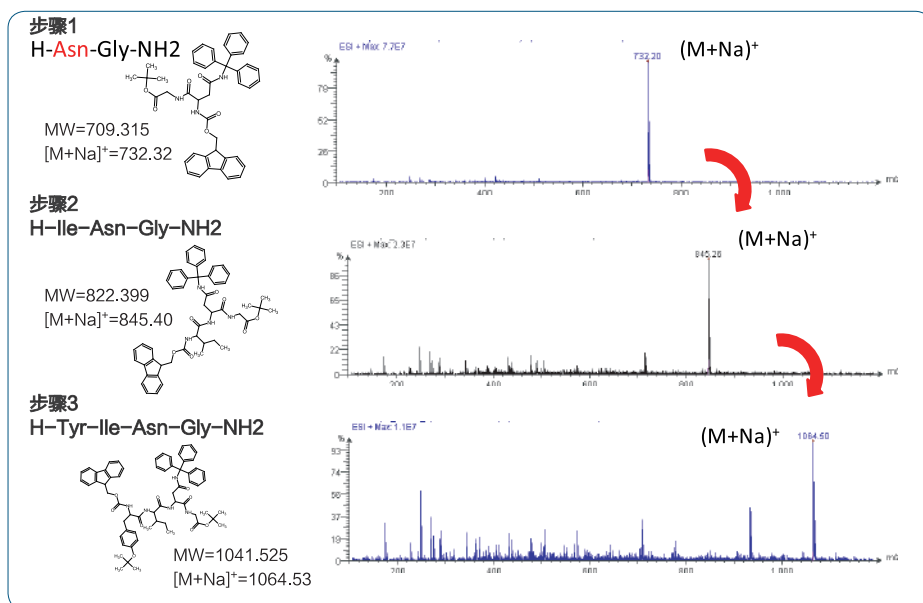 步骤1
H-Asn-Gly-NH2
MW=709.315
[M+Na]⁺=732.32
ESI + Max 7.7E7
(M+Na)⁺
732.20
%
78
52
26
0
200
400
600
800
1,000
步骤2
H-Ile-Asn-Gly-NH2
MW=822.399
[M+Na]⁺=845.40
ESI + Max: 2.3E7
(M+Na)⁺
845.26
%
86
65
43
22
0
200
400
600
800
1,000
步骤3
H-Tyr-Ile-Asn-Gly-NH2
MW=1041.525
[M+Na]⁺=1064.53
ESI + Max: 1.1E7
(M+Na)⁺
1064.50
%
93
74
56
37
19
0
200
400
600
800
1,000